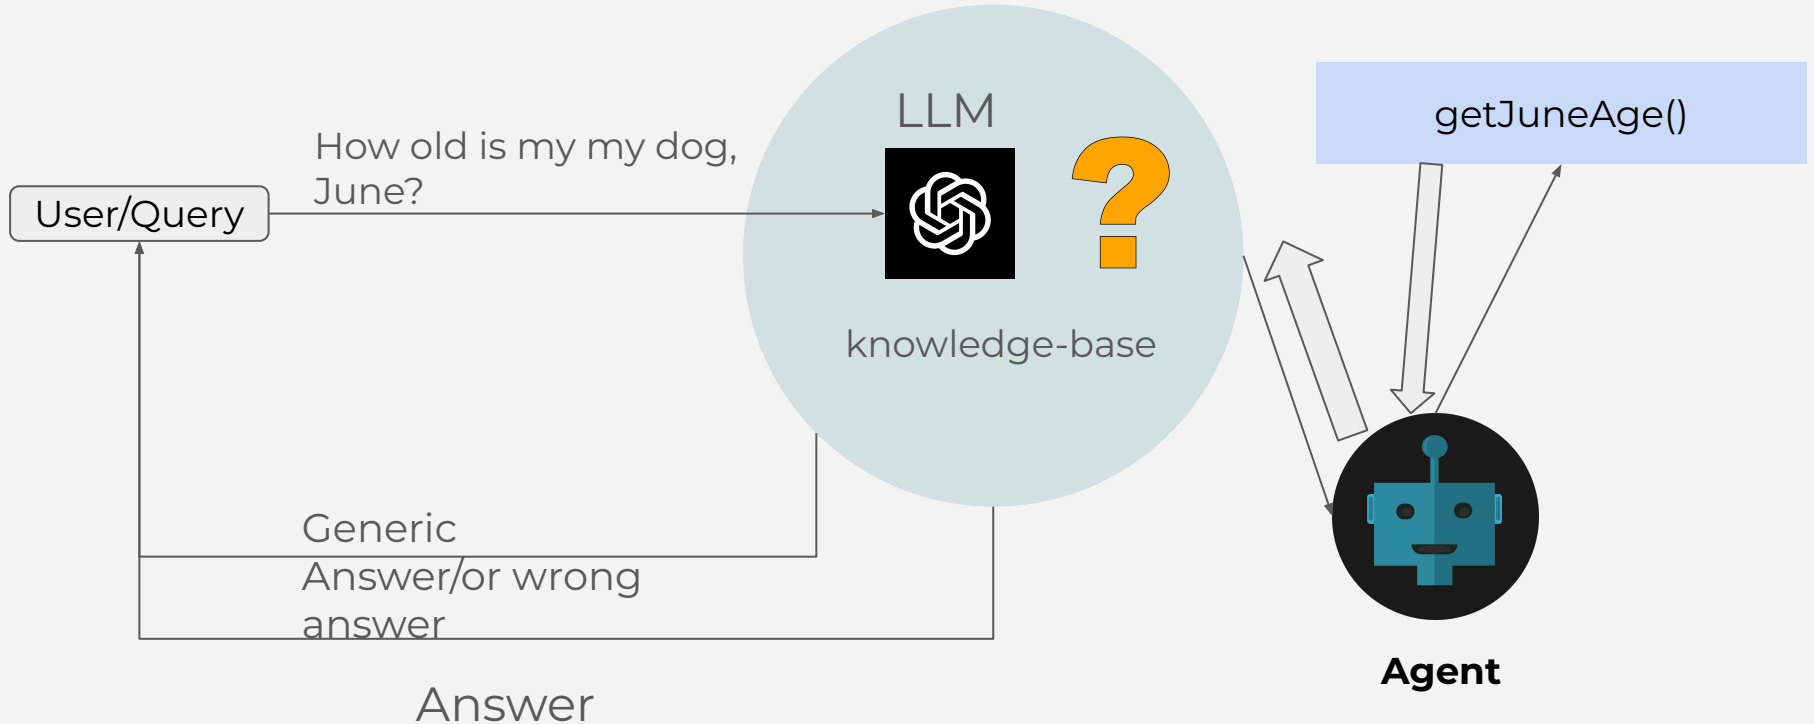 LLM
getJuneAge()
How old is my my dog,
June?
User/Query
?
knowledge-base
Generic
Answer/or wrong
answer
Agent
Answer